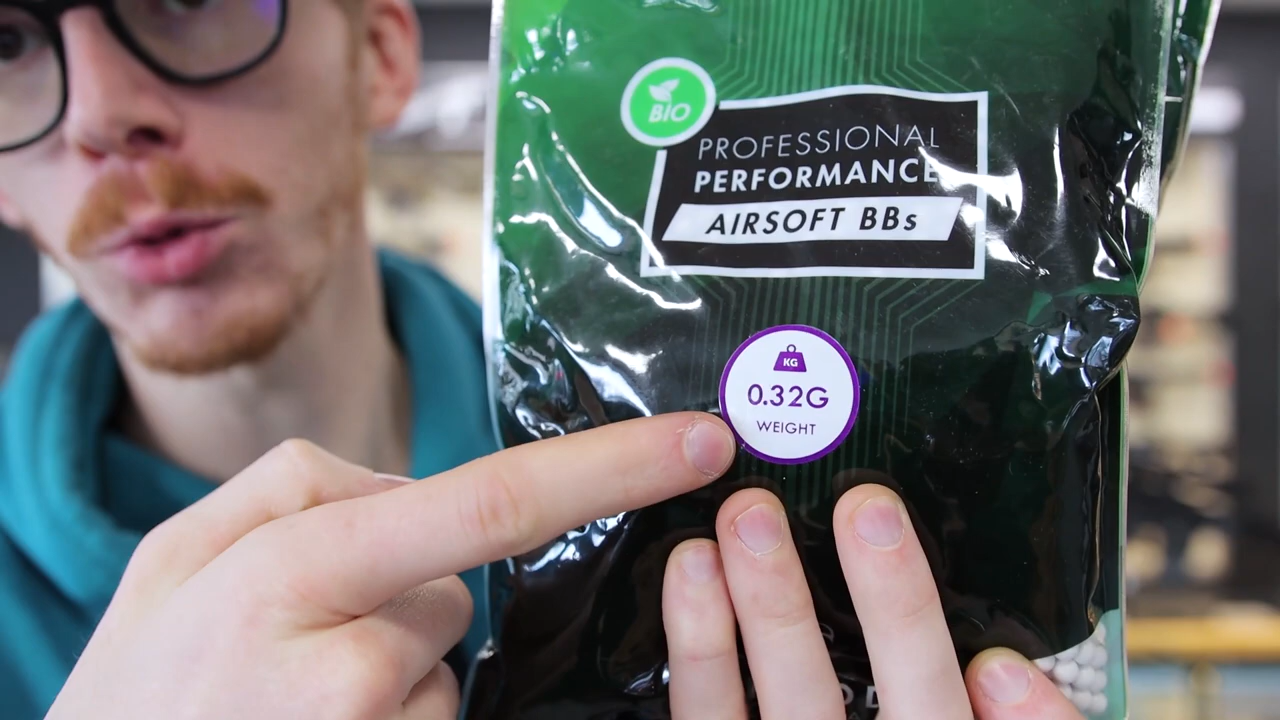 BIO
PROFESSIONAL
PERFORMANCE
AIRSOFT BBs
KG
0.32G
WEIGHT